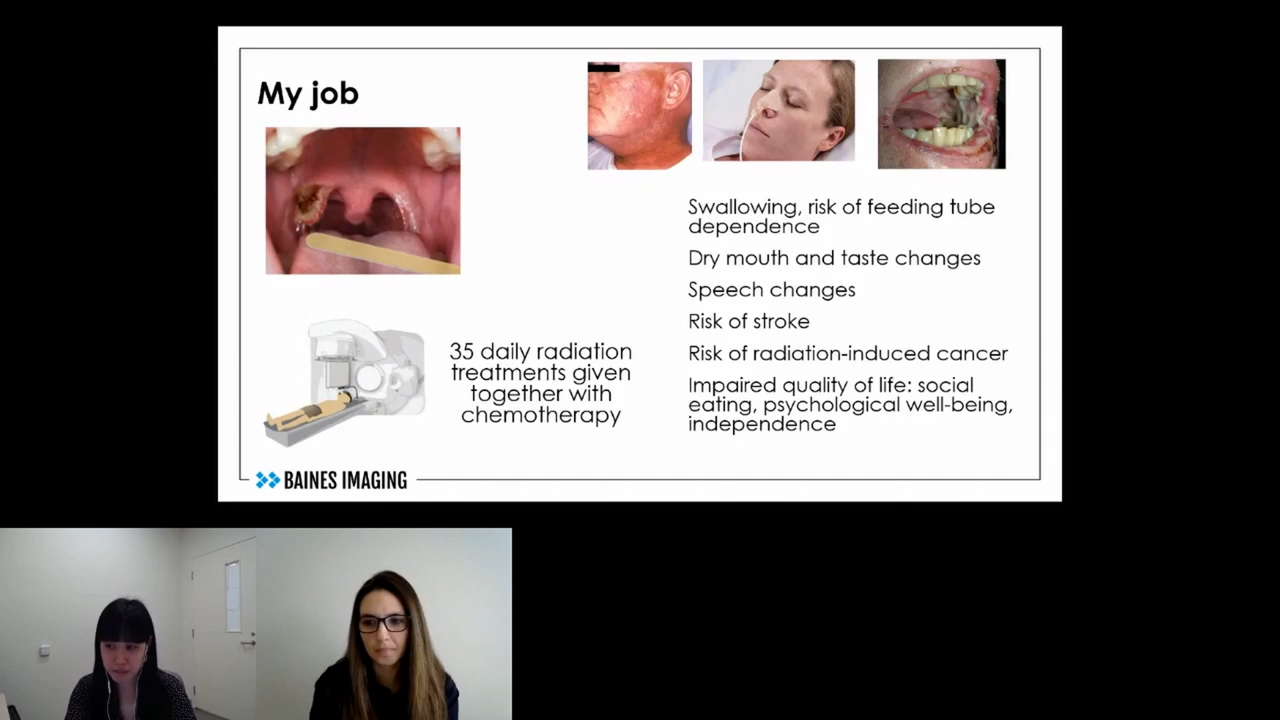 My job
Swallowing, risk of feeding tube
dependence
Dry mouth and taste changes
Speech changes
Risk of stroke
Risk of radiation-induced cancer
Impaired quality of life: social
eating, psychological well-being,
independence
35 daily radiation
treatments given
together with
chemotherapy
BAINES IMAGING